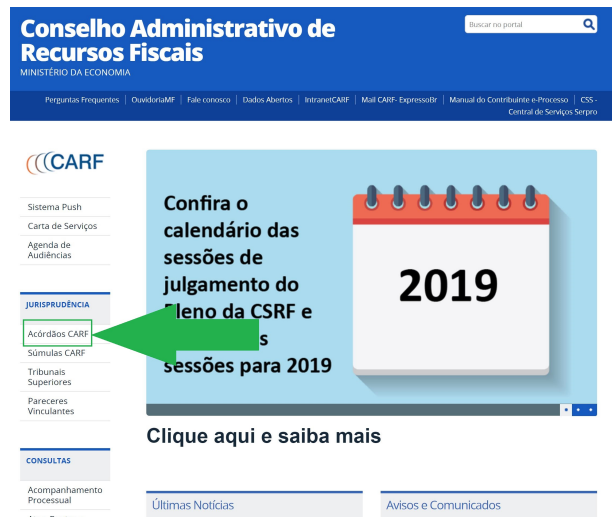 Conselho Administrativo de
Recursos Fiscais
MINISTÉRIO DA ECONOMIA
Buscar no portal
Perguntas Frequentes | OuvidoriaMF | Fale conosco | Dados Abertos | IntranetCARF | Mail CARF- ExpressoBr | Manual do Contribuinte e-Processo | CSS -
Central de Serviços Serpro
CARF
Sistema Push
Carta de Serviços
Agenda de
Audiências
JURISPRUDÊNCIA
Acórdãos CARF
Súmulas CARF
Tribunais
Superiores
Pareceres
Vinculantes
CONSULTAS
Acompanhamento
Processual
Confira o
calendário das
sessões de
julgamento do
Pleno da CSRF e
s
sessões para 2019
2019
Clique aqui e saiba mais
Últimas Notícias
Avisos e Comunicados